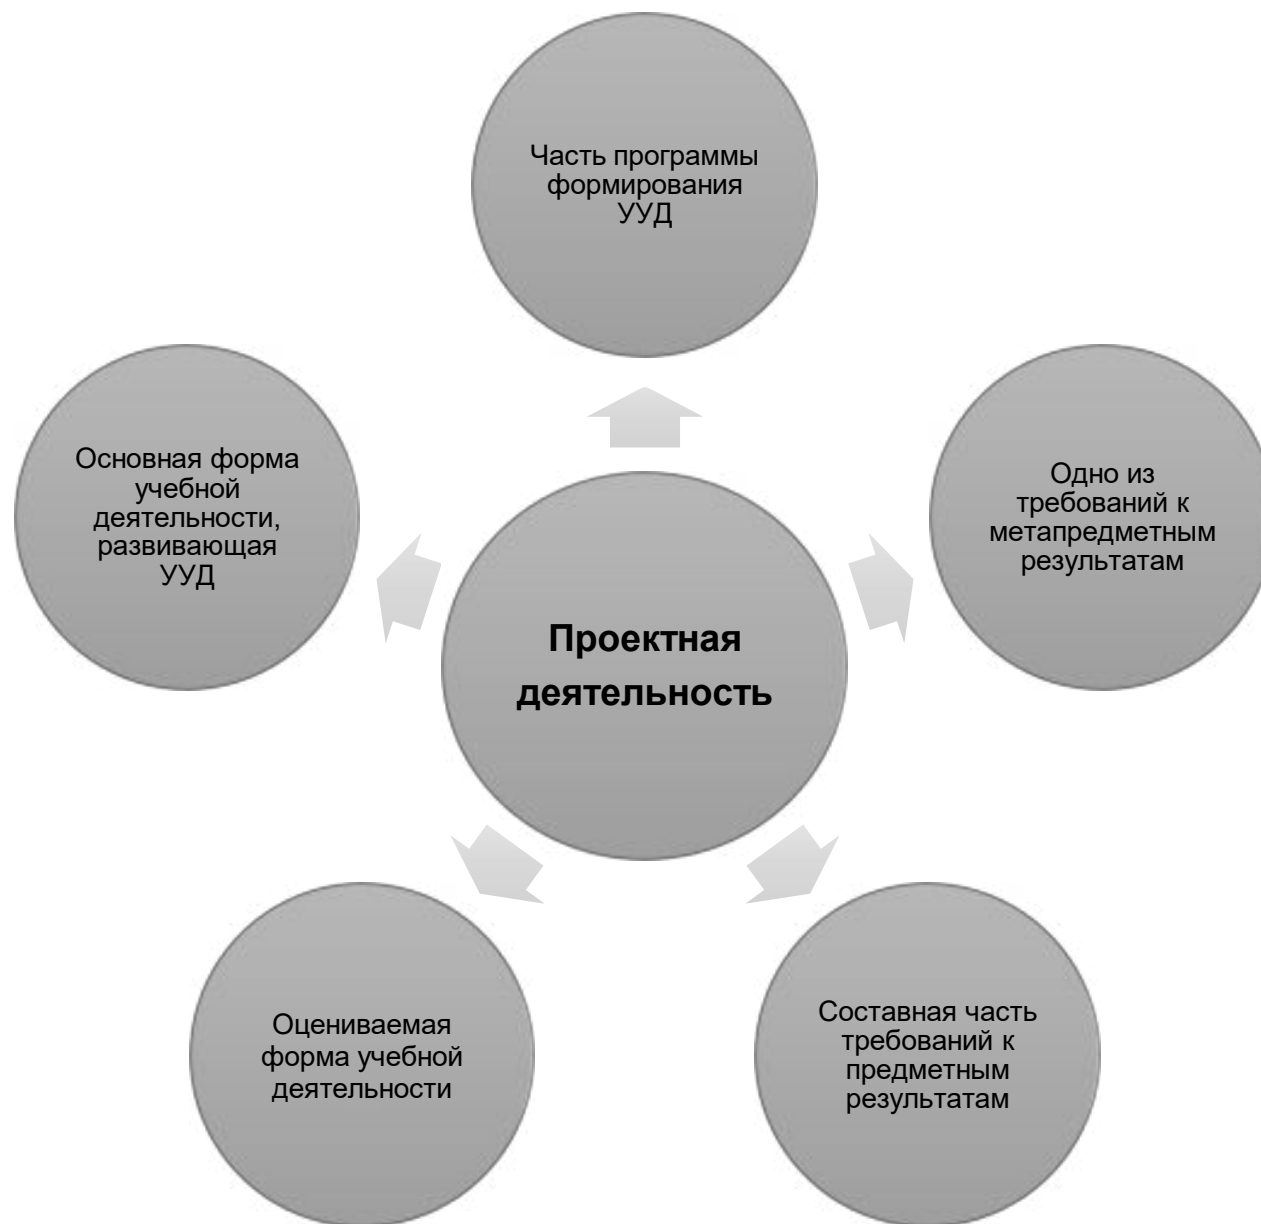 Часть программы
формирования
УУД
Основная форма
учебной
деятельности,
развивающая
УУД
Одно из
требований к
метапредметным
результатам
Проектная
деятельность
Оцениваемая
форма учебной
деятельности
Составная часть
требований к
предметным
результатам